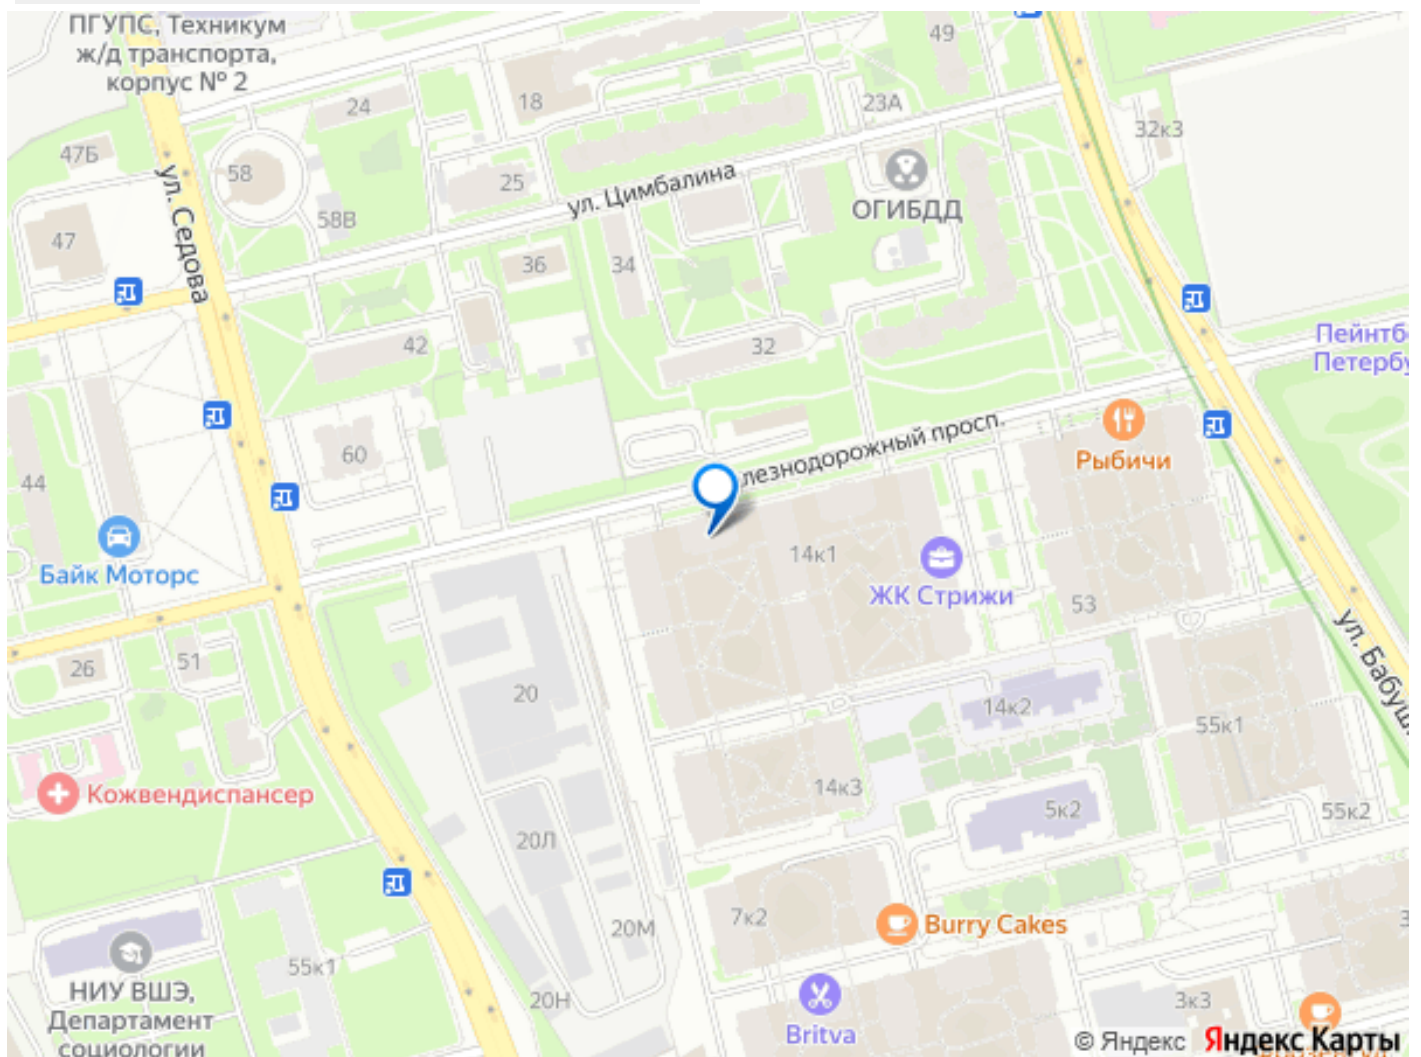 ПГУПС, Техникум
ж/д транспорта,
корпус № 2
49
24
18
23А
32к3
47Б
58
25
ул. Цимбалина
ОГИБДД
ул. Седова
58В
47
36
34
42
32
Пейнтб
Петербу
60
лезнодорожный просп.
Рыбичи
44
Байк Моторс
14к1
ЖК Стрижи
53
ул. Бабуш
26
51
20
14к2
55к1
Кожвендиспансер
14к3
5к2
55к2
20Л
7к2
Burry Cakes
20М
55к1
НИУ ВШЭ,
Департамент
социологии
20Н
Britva
3к3
3
© Яндекс Яндекс Карты